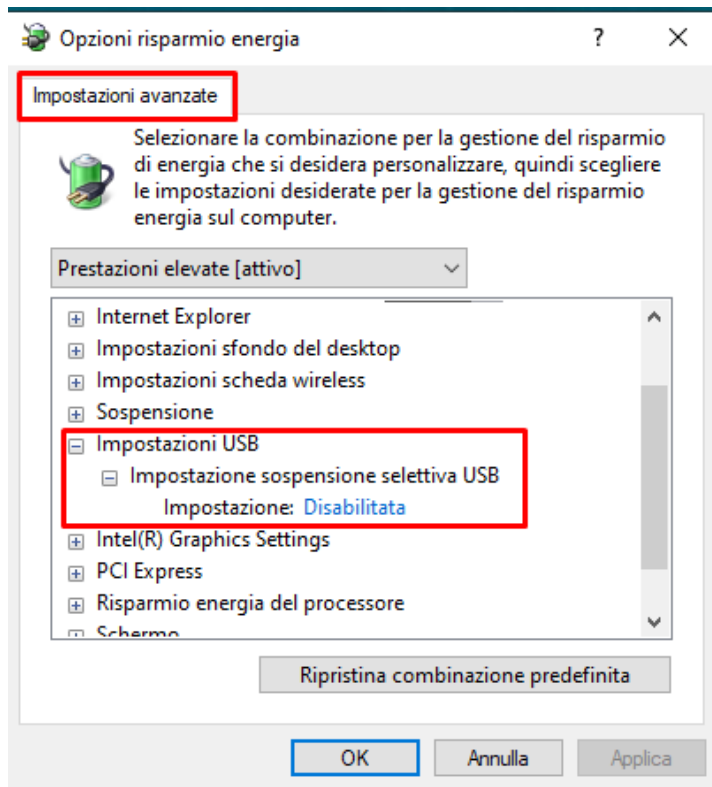 Opzioni risparmio energia
?
Impostazioni avanzate
Selezionare la combinazione per la gestione del risparmio
di energia che si desidera personalizzare, quindi scegliere
le impostazioni desiderate per la gestione del risparmio
energia sul computer.
Prestazioni elevate [attivo]
Internet Explorer
Impostazioni sfondo del desktop
Impostazioni scheda wireless
Sospensione
Impostazioni USB
Impostazione sospensione selettiva USB
Impostazione: Disabilitata
Intel(R) Graphics Settings
PCI Express
Risparmio energia del processore
Schermo
Ripristina combinazione predefinita
OK Annulla Applica